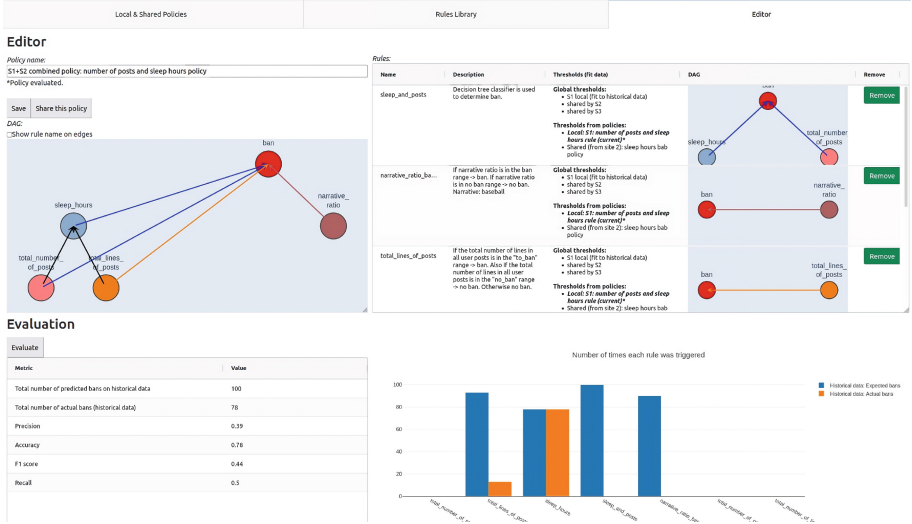 Local & Shared Policies
Rules Library
Editor
Editor
Policy name:
S1+S2 combined policy: number of posts and sleep hours policy
*Policy evaluated.
Save
Share this policy
DAG:
Show rule name on edges
ban
sleep_hours
narrative_
ratio
total_number_
of_posts
total_lines_
of_posts
Rules:
Name
Description
Thresholds (fit data)
DAG
Remove
sleep_and_posts
Decision tree classifier is used
to determine ban.
Global thresholds:
S1 local (fit to historical data)
shared by S2
shared by S3
Thresholds from policies:
Local: S1: number of posts and sleep
hours rule (current)*
Shared (from site 2): sleep hours bab
policy
ban
sleep_hours
total_number_
of_posts
Remove
narrative_ratio_ba...
If narrative ratio is in the ban
range -> ban. If narrative ratio
is in no ban range -> no ban.
Narrative: baseball
Global thresholds:
S1 local (fit to historical data)
shared by S2
shared by S3
Thresholds from policies:
Local: S1: number of posts and sleep
hours rule (current)*
Shared (from site 2): sleep hours bab
policy
ban
narrative_
ratio
Remove
total_lines_of_posts
If the total number of lines in
all user posts is in the "to_ban"
range -> ban. Also if the total
number of lines in all user
posts is in the "no_ban" range
-> no ban. Otherwise no ban.
Global thresholds:
S1 local (fit to historical data)
shared by S2
shared by S3
Thresholds from policies:
Local: S1: number of posts and sleep
hours rule (current)*
Shared (from site 2): sleep hours bab
ban
total_lines_
of_posts
Remove
Evaluation
Evaluate
Metric
Value
Total number of predicted bans on historical data
100
Total number of actual bans (historical data)
78
Precision
0.39
Accuracy
0.78
F1 score
0.44
Recall
0.5
Number of times each rule was triggered
100
80
60
40
20
0
total_number_of_
total_lines_of_pos
sleep_hours
sleep_and_posts
narrative_ratio_ba
total_number_of_
total_number_of_l
Historical data: Expected bans
Historical data: Actual bans